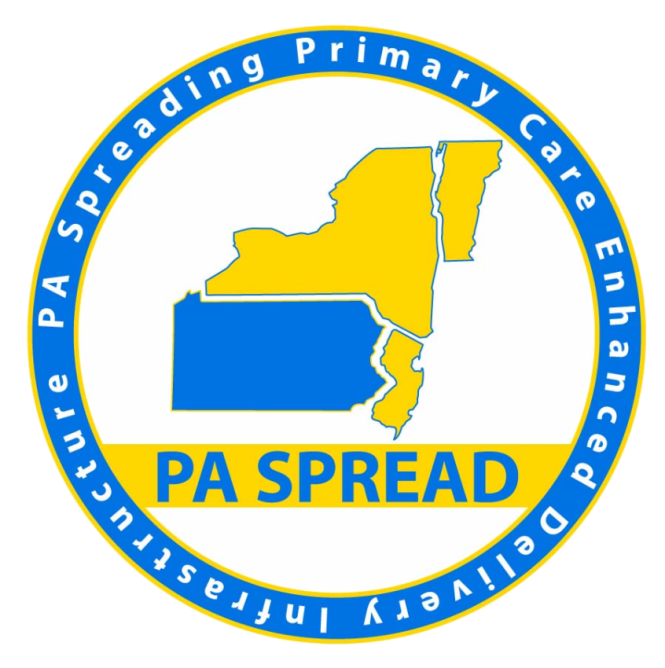 PA Spreading Primary Care Enhanced Delivery Infrastructure
PA SPREAD